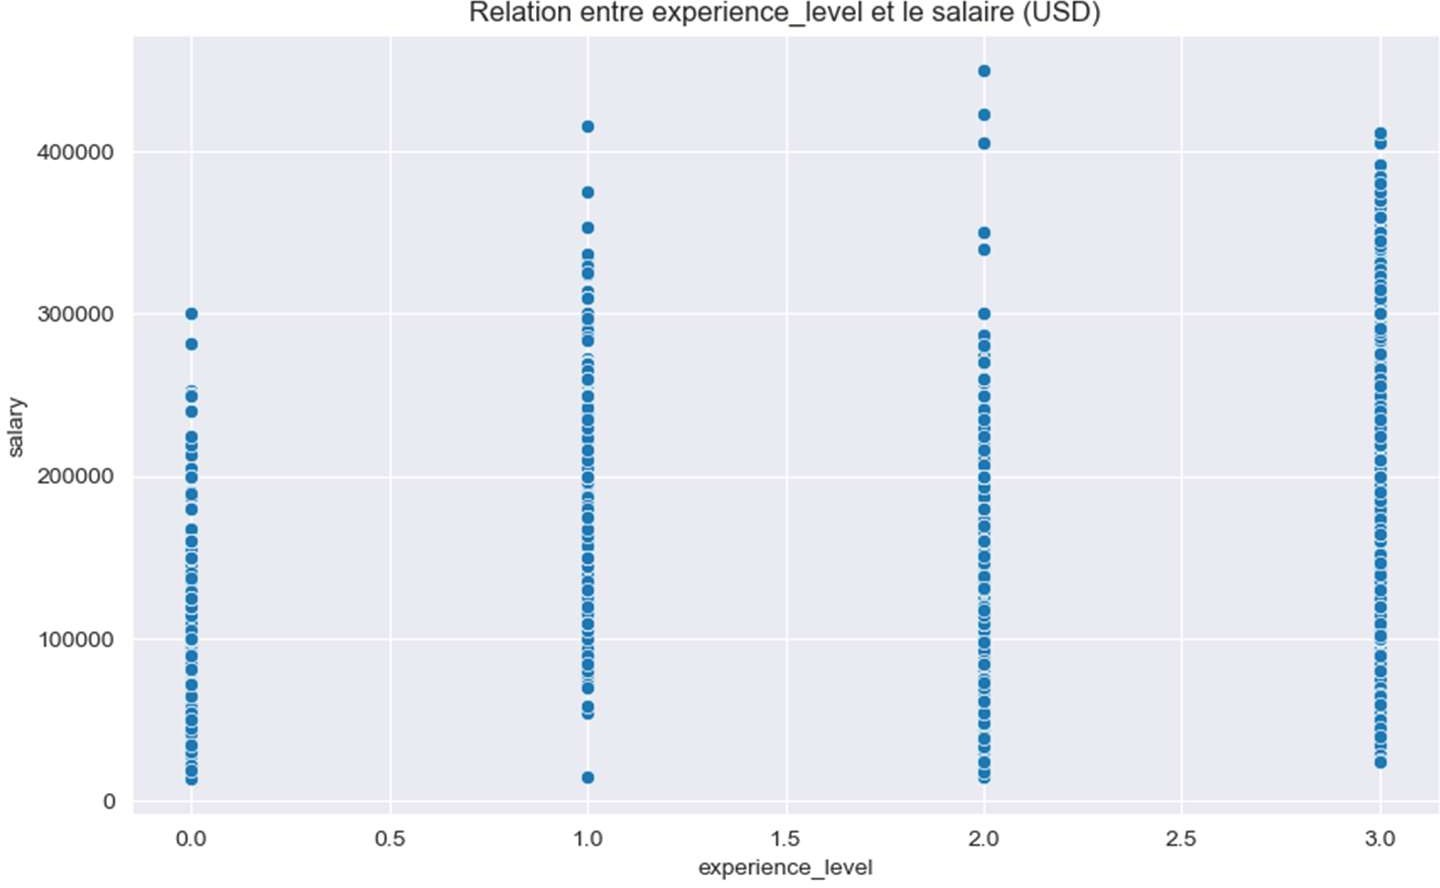 Relation entre experience_level et le salaire (USD)
salary
400000
300000
200000
100000
0
0.0 0.5 1.0 1.5 2.0 2.5 3.0
experience_level